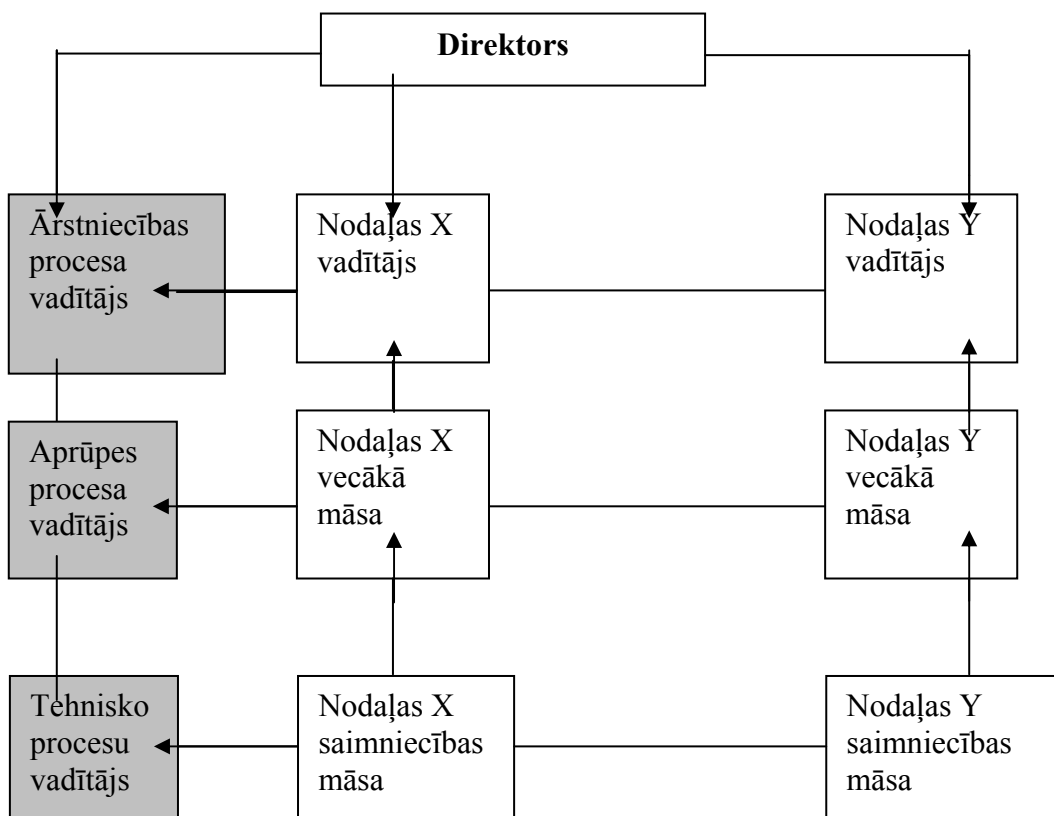 Direktors
Ārstniecības
procesa
vadītājs
Nodaļas X
vadītājs
Nodaļas Y
vadītājs
Aprūpes
procesa
vadītājs
Nodaļas X
vecākā
māsa
Nodaļas Y
vecākā
māsa
Tehnisko
procesu
vadītājs
Nodaļas X
saimniecības
māsa
Nodaļas Y
saimniecības
māsa